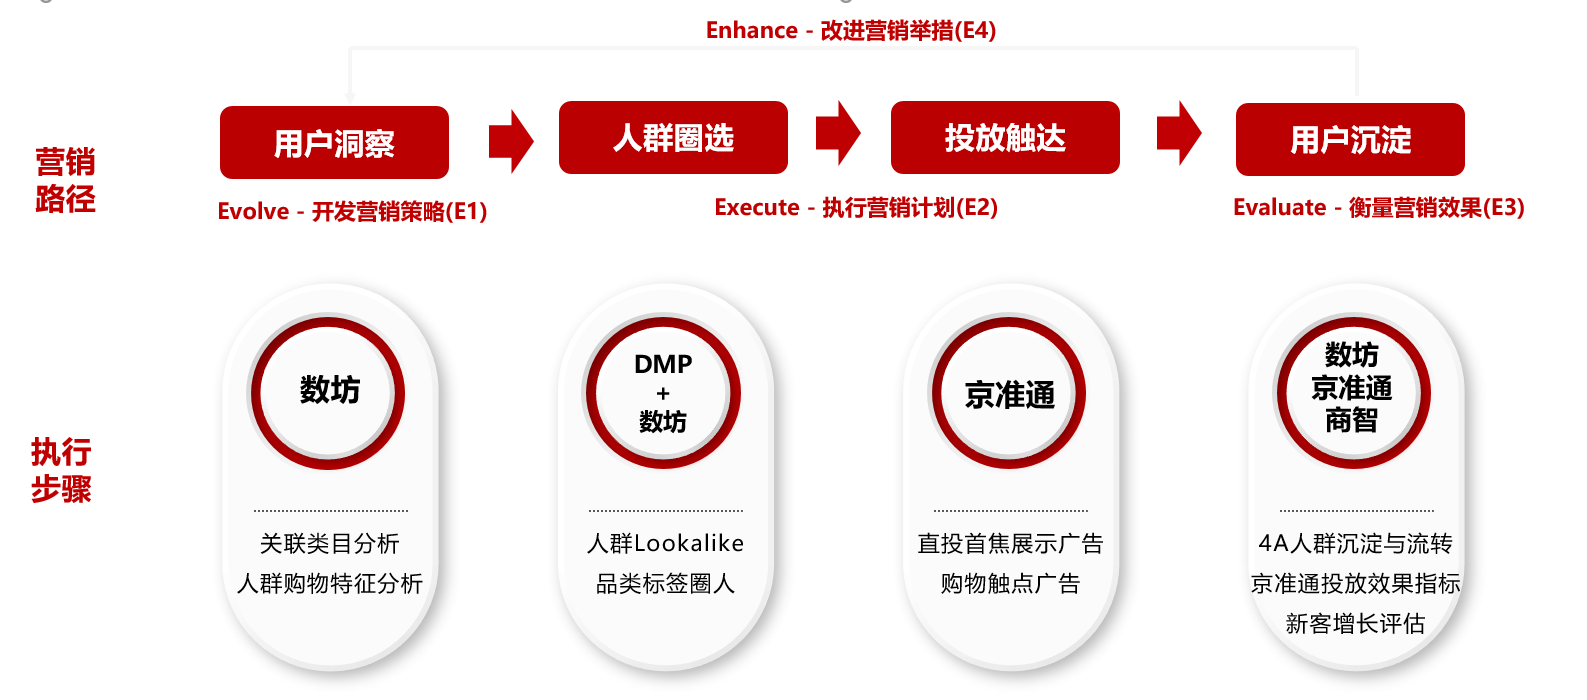 Enhance - 改进营销举措(E4)
营销
路径
用户洞察
人群圈选
投放触达
用户沉淀
Evolve - 开发营销策略(E1)
Execute - 执行营销计划(E2)
Evaluate - 衡量营销效果(E3)
执行
步骤
数坊
关联类目分析
人群购物特征分析
DMP
+
数坊
人群Lookalike
品类标签圈人
京准通
直投首焦展示广告
购物触点广告
数坊
京准通
商智
4A人群沉淀与流转
京准通投放效果指标
新客增长评估